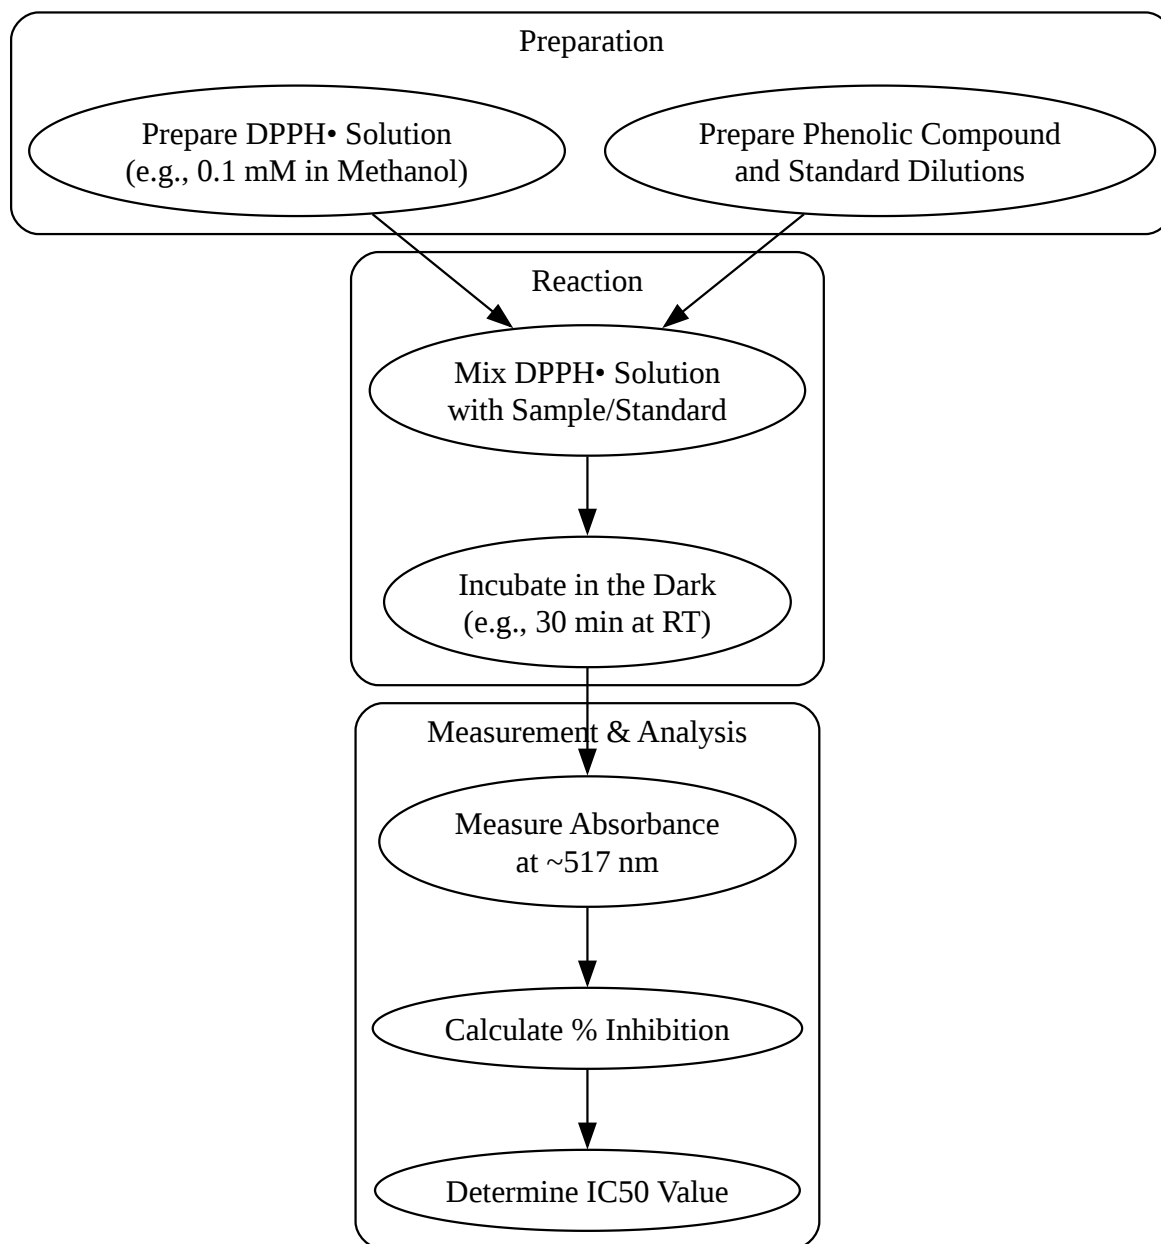 Preparation
Prepare DPPH• Solution
(e.g., 0.1 mM in Methanol)
Prepare Phenolic Compound
and Standard Dilutions
Reaction
Mix DPPH• Solution
with Sample/Standard
Incubate in the Dark
(e.g., 30 min at RT)
Measurement & Analysis
Measure Absorbance
at ~517 nm
Calculate % Inhibition
Determine IC50 Value